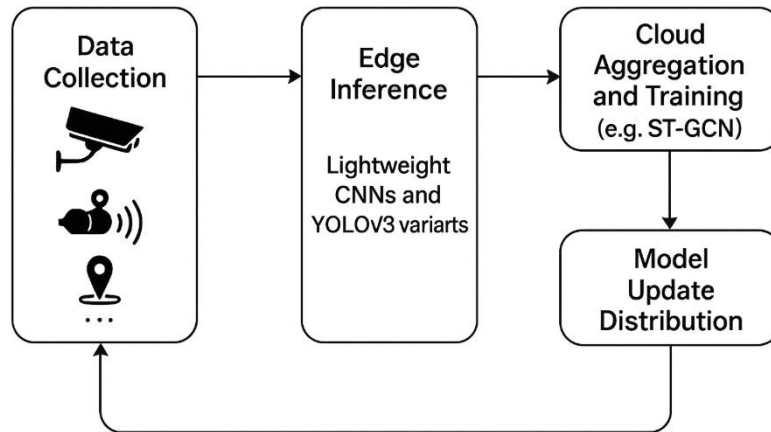 Data
Collection
...
Edge
Inference
Lightweight
CNNs and
YOLOv3 variarts
Cloud
Aggregation
and Training
(e.g. ST-GCN)
Model
Update
Distribution